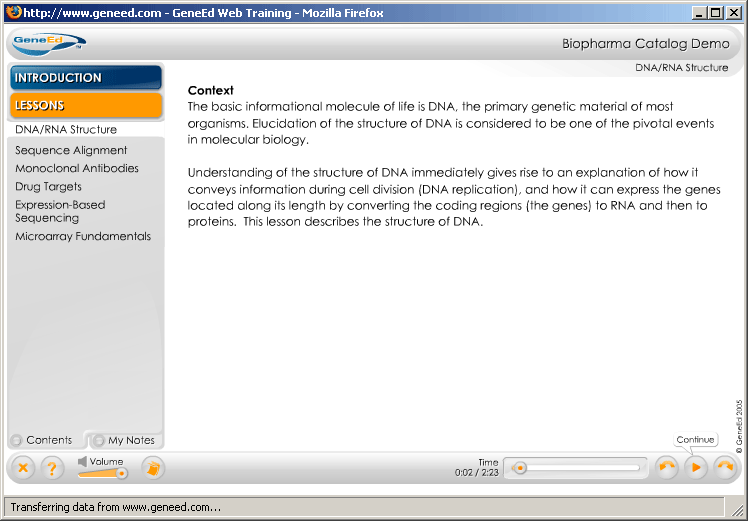 http://www.geneed.com - GeneEd Web Training - Mozilla Firefox
GeneEd TM
Biopharma Catalog Demo
DNA/RNA Structure
INTRODUCTION
LESSONS
DNA/RNA Structure
Sequence Alignment
Monoclonal Antibodies
Drug Targets
Expression-Based
Sequencing
Microarray Fundamentals
Context
The basic informational molecule of life is DNA, the primary genetic material of most
organisms. Elucidation of the structure of DNA is considered to be one of the pivotal events
in molecular biology.
Understanding of the structure of DNA immediately gives rise to an explanation of how it
conveys information during cell division (DNA replication), and how it can express the genes
located along its length by converting the coding regions (the genes) to RNA and then to
proteins.  This lesson describes the structure of DNA.
© GeneEd 2005
Contents
My Notes
Continue
?
Volume
Time
0:02 / 2:23
Transferring data from www.geneed.com...